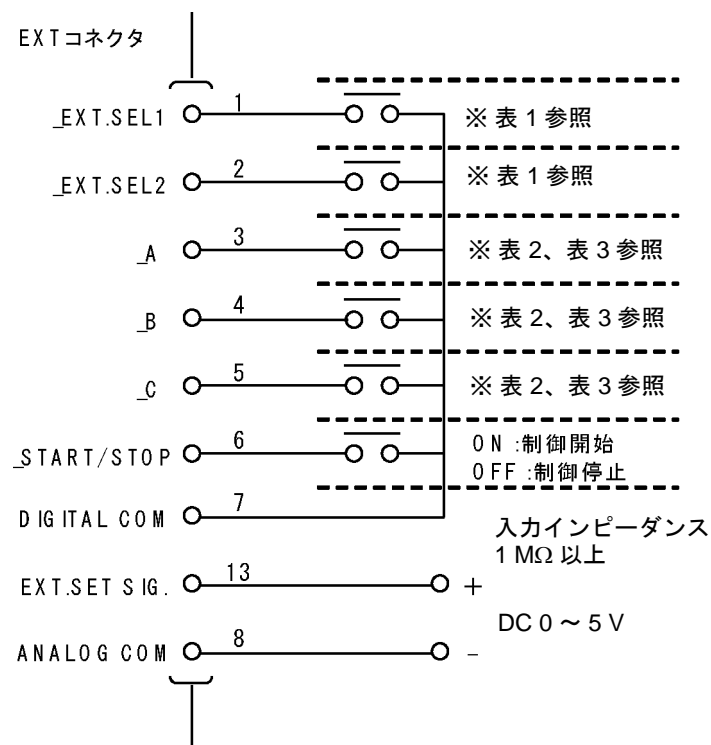 EXTコネクタ
_EXT.SEL1 1 ※ 表 1 参照
_EXT.SEL2 2 ※ 表 1 参照
_A 3 ※ 表 2、表 3 参照
_B 4 ※ 表 2、表 3 参照
_C 5 ※ 表 2、表 3 参照
_START/STOP 6 ON :制御開始
OFF :制御停止
DIGITAL COM 7
入力インピーダンス
1 MΩ 以上
EXT.SET SIG. 13 +
DC 0 ~ 5 V
ANALOG COM 8 −